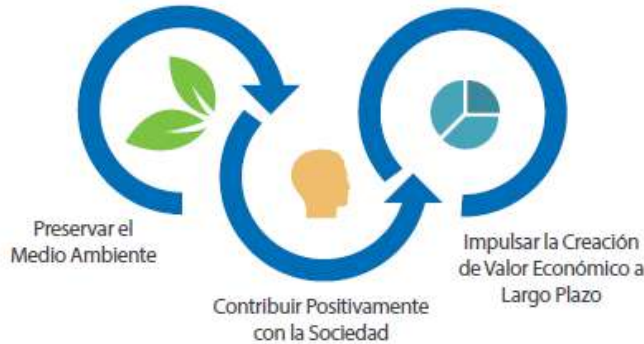 Preservar el
Medio Ambiente
Contribuir Positivamente
con la Sociedad
Impulsar la Creación
de Valor Económico a
Largo Plazo